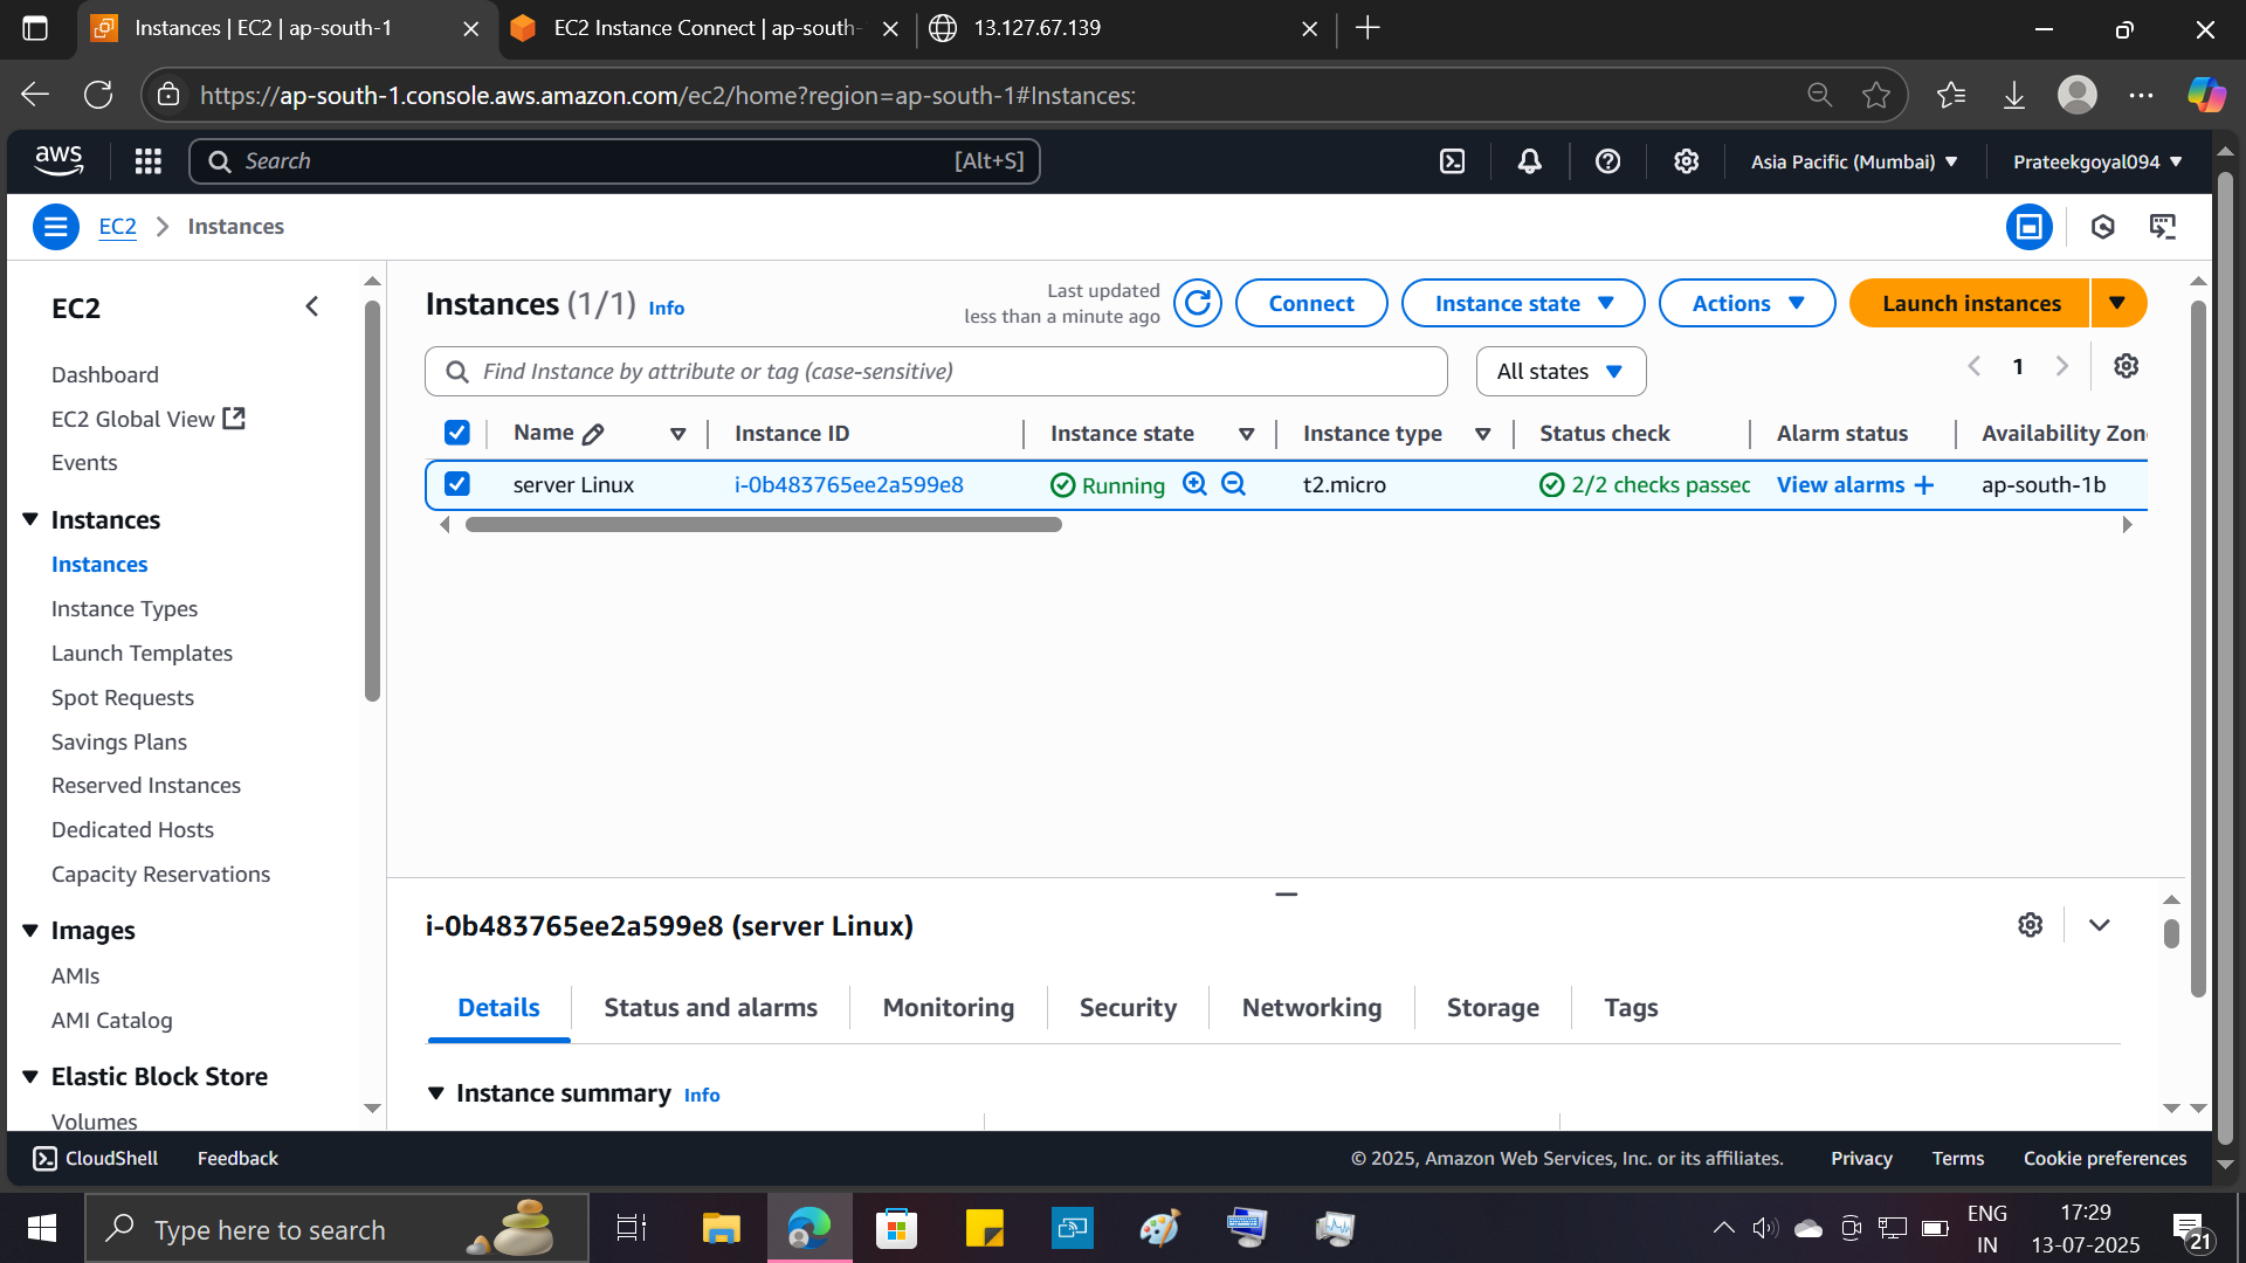 Instances | EC2 | ap-south-1
EC2 Instance Connect | ap-south-
13.127.67.139
https://ap-south-1.console.aws.amazon.com/ec2/home?region=ap-south-1#Instances:
aws
Search
[Alt+S]
Asia Pacific (Mumbai)
Prateekgoyal094
EC2
Instances
EC2
Dashboard
EC2 Global View
Events
Instances
Instances
Instance Types
Launch Templates
Spot Requests
Savings Plans
Reserved Instances
Dedicated Hosts
Capacity Reservations
Images
AMIs
AMI Catalog
Elastic Block Store
Volumes
Instances (1/1) Info
Last updated
less than a minute ago
Connect
Instance state
Actions
Launch instances
Find Instance by attribute or tag (case-sensitive)
All states
1
Name
Instance ID
Instance state
Instance type
Status check
Alarm status
Availability Zon
server Linux
i-0b483765ee2a599e8
Running
t2.micro
2/2 checks passec
View alarms +
ap-south-1b
i-0b483765ee2a599e8 (server Linux)
Details
Status and alarms
Monitoring
Security
Networking
Storage
Tags
Instance summary Info
CloudShell
Feedback
© 2025, Amazon Web Services, Inc. or its affiliates.
Privacy
Terms
Cookie preferences
Type here to search
ENG
IN
17:29
13-07-2025
21